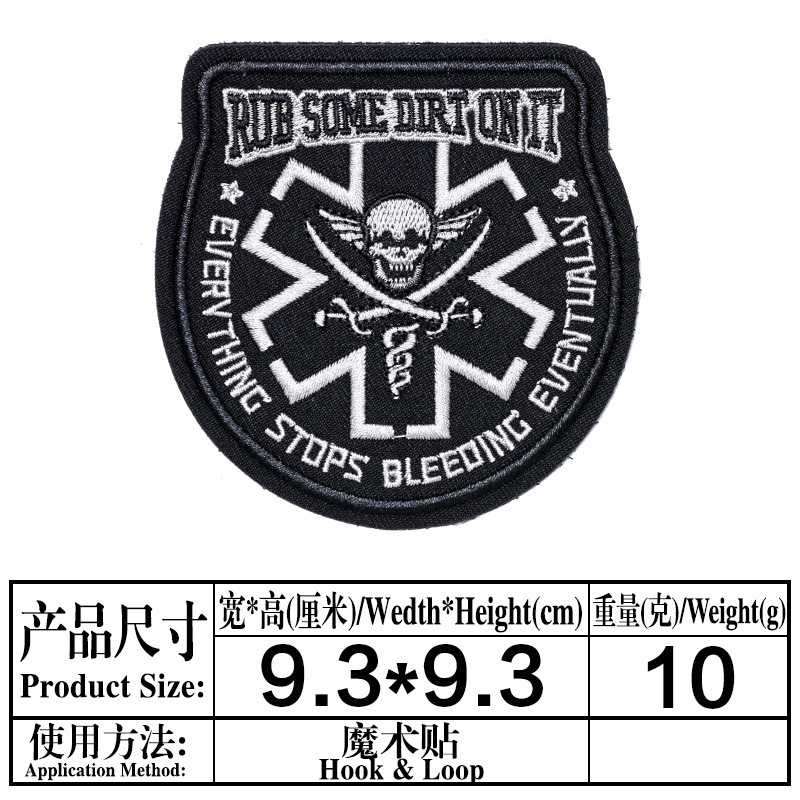 RUB SOME DIRT ON IT
EVERYTHING STOPS BLEEDING EVENTUALLY
产品尺寸
Product Size:
宽*高(厘米)/Wedth*Height(cm)
重量(克)/Weight(g)
9.3*9.3
10
使用方法:
Application Method:
魔术贴
Hook & Loop